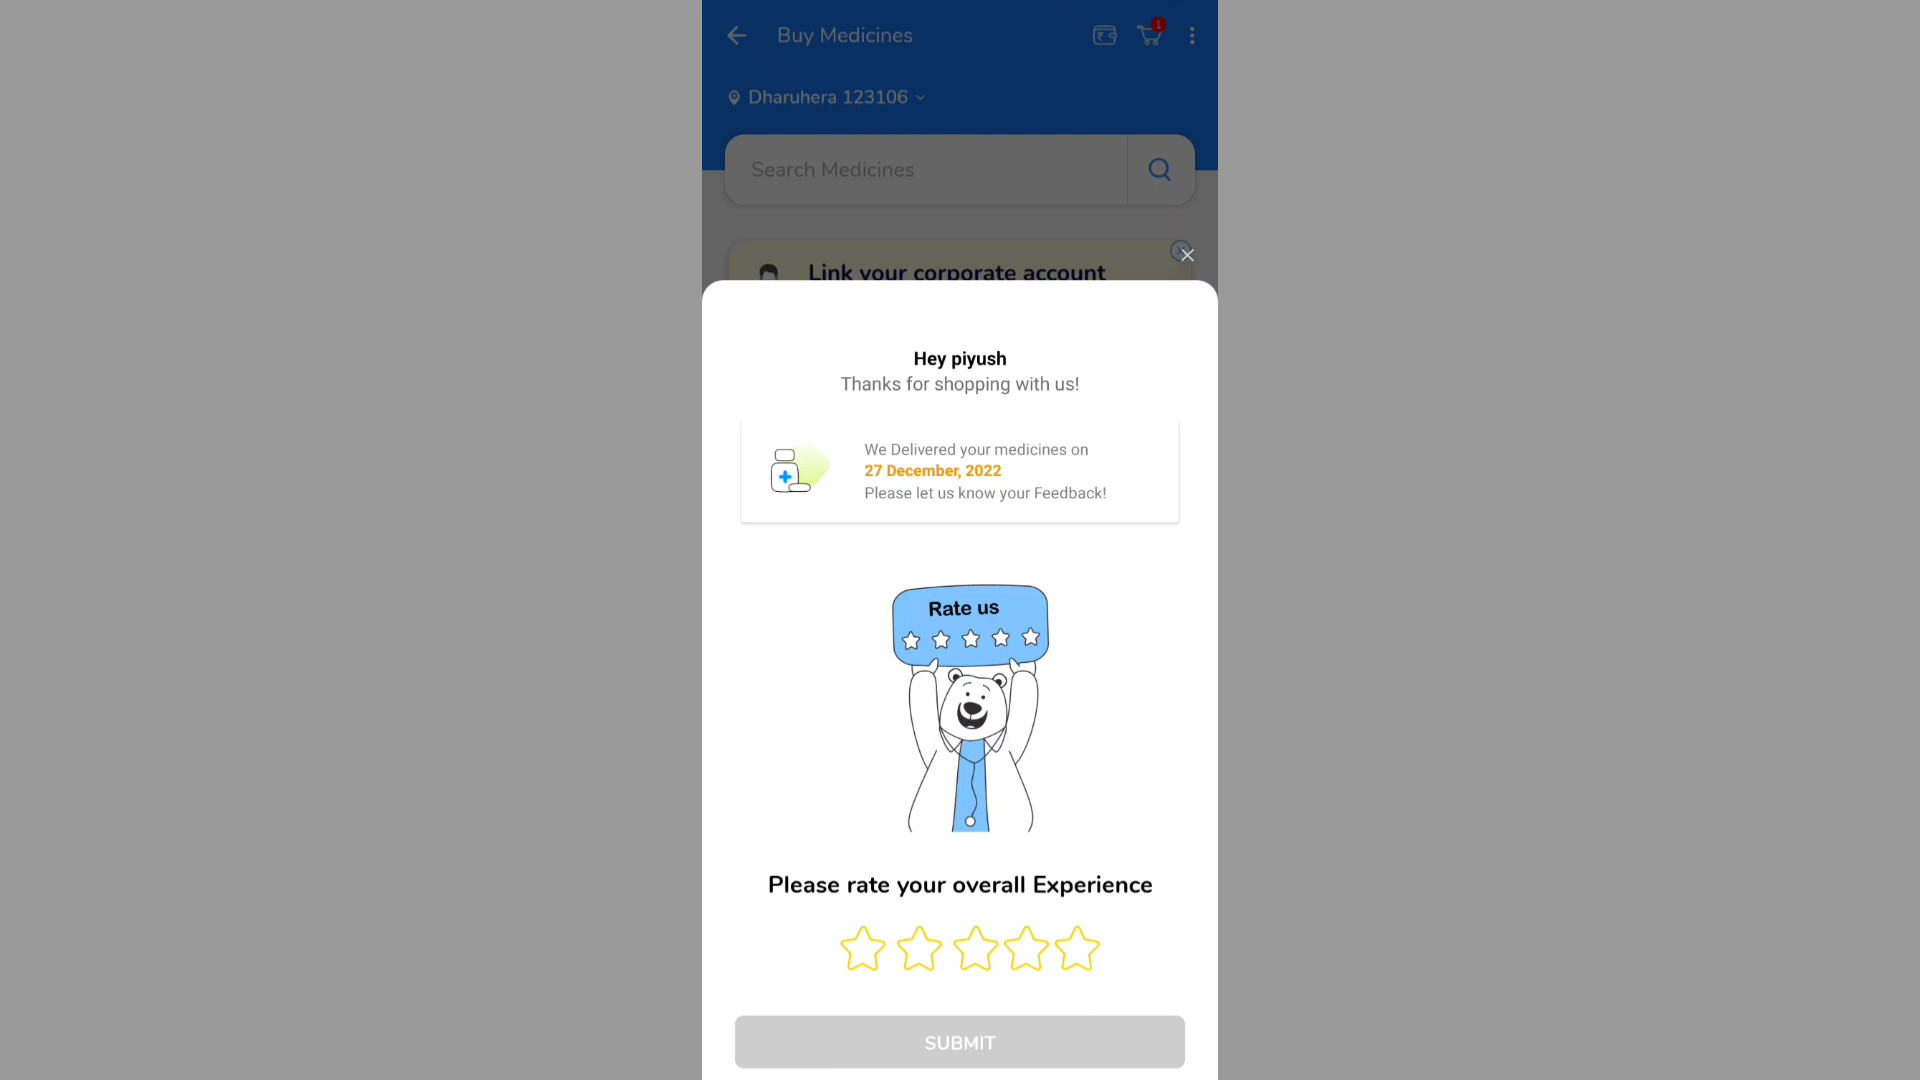 Buy Medicines
1
Dharuhera 123106
Search Medicines
Link your corporate account
Hey piyush
Thanks for shopping with us!
We Delivered your medicines on
27 December, 2022
Please let us know your Feedback!
Rate us
Please rate your overall Experience
SUBMIT